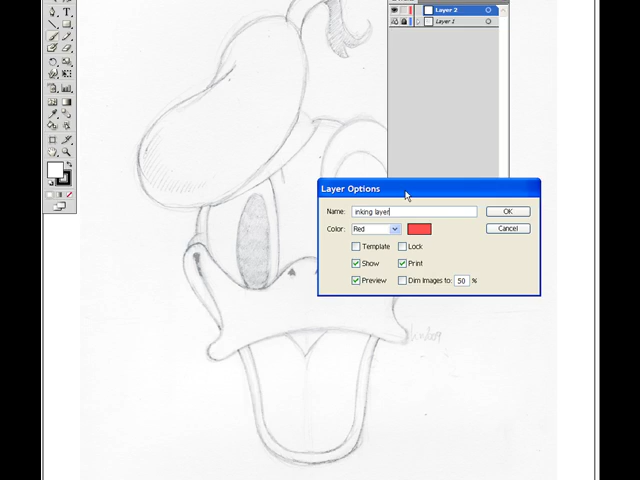 Layer 2
Layer 1
Layer Options
Name: inking layer OK
Color: Red Cancel
Template Lock
Show Print
Preview Dim Images to: 50 %